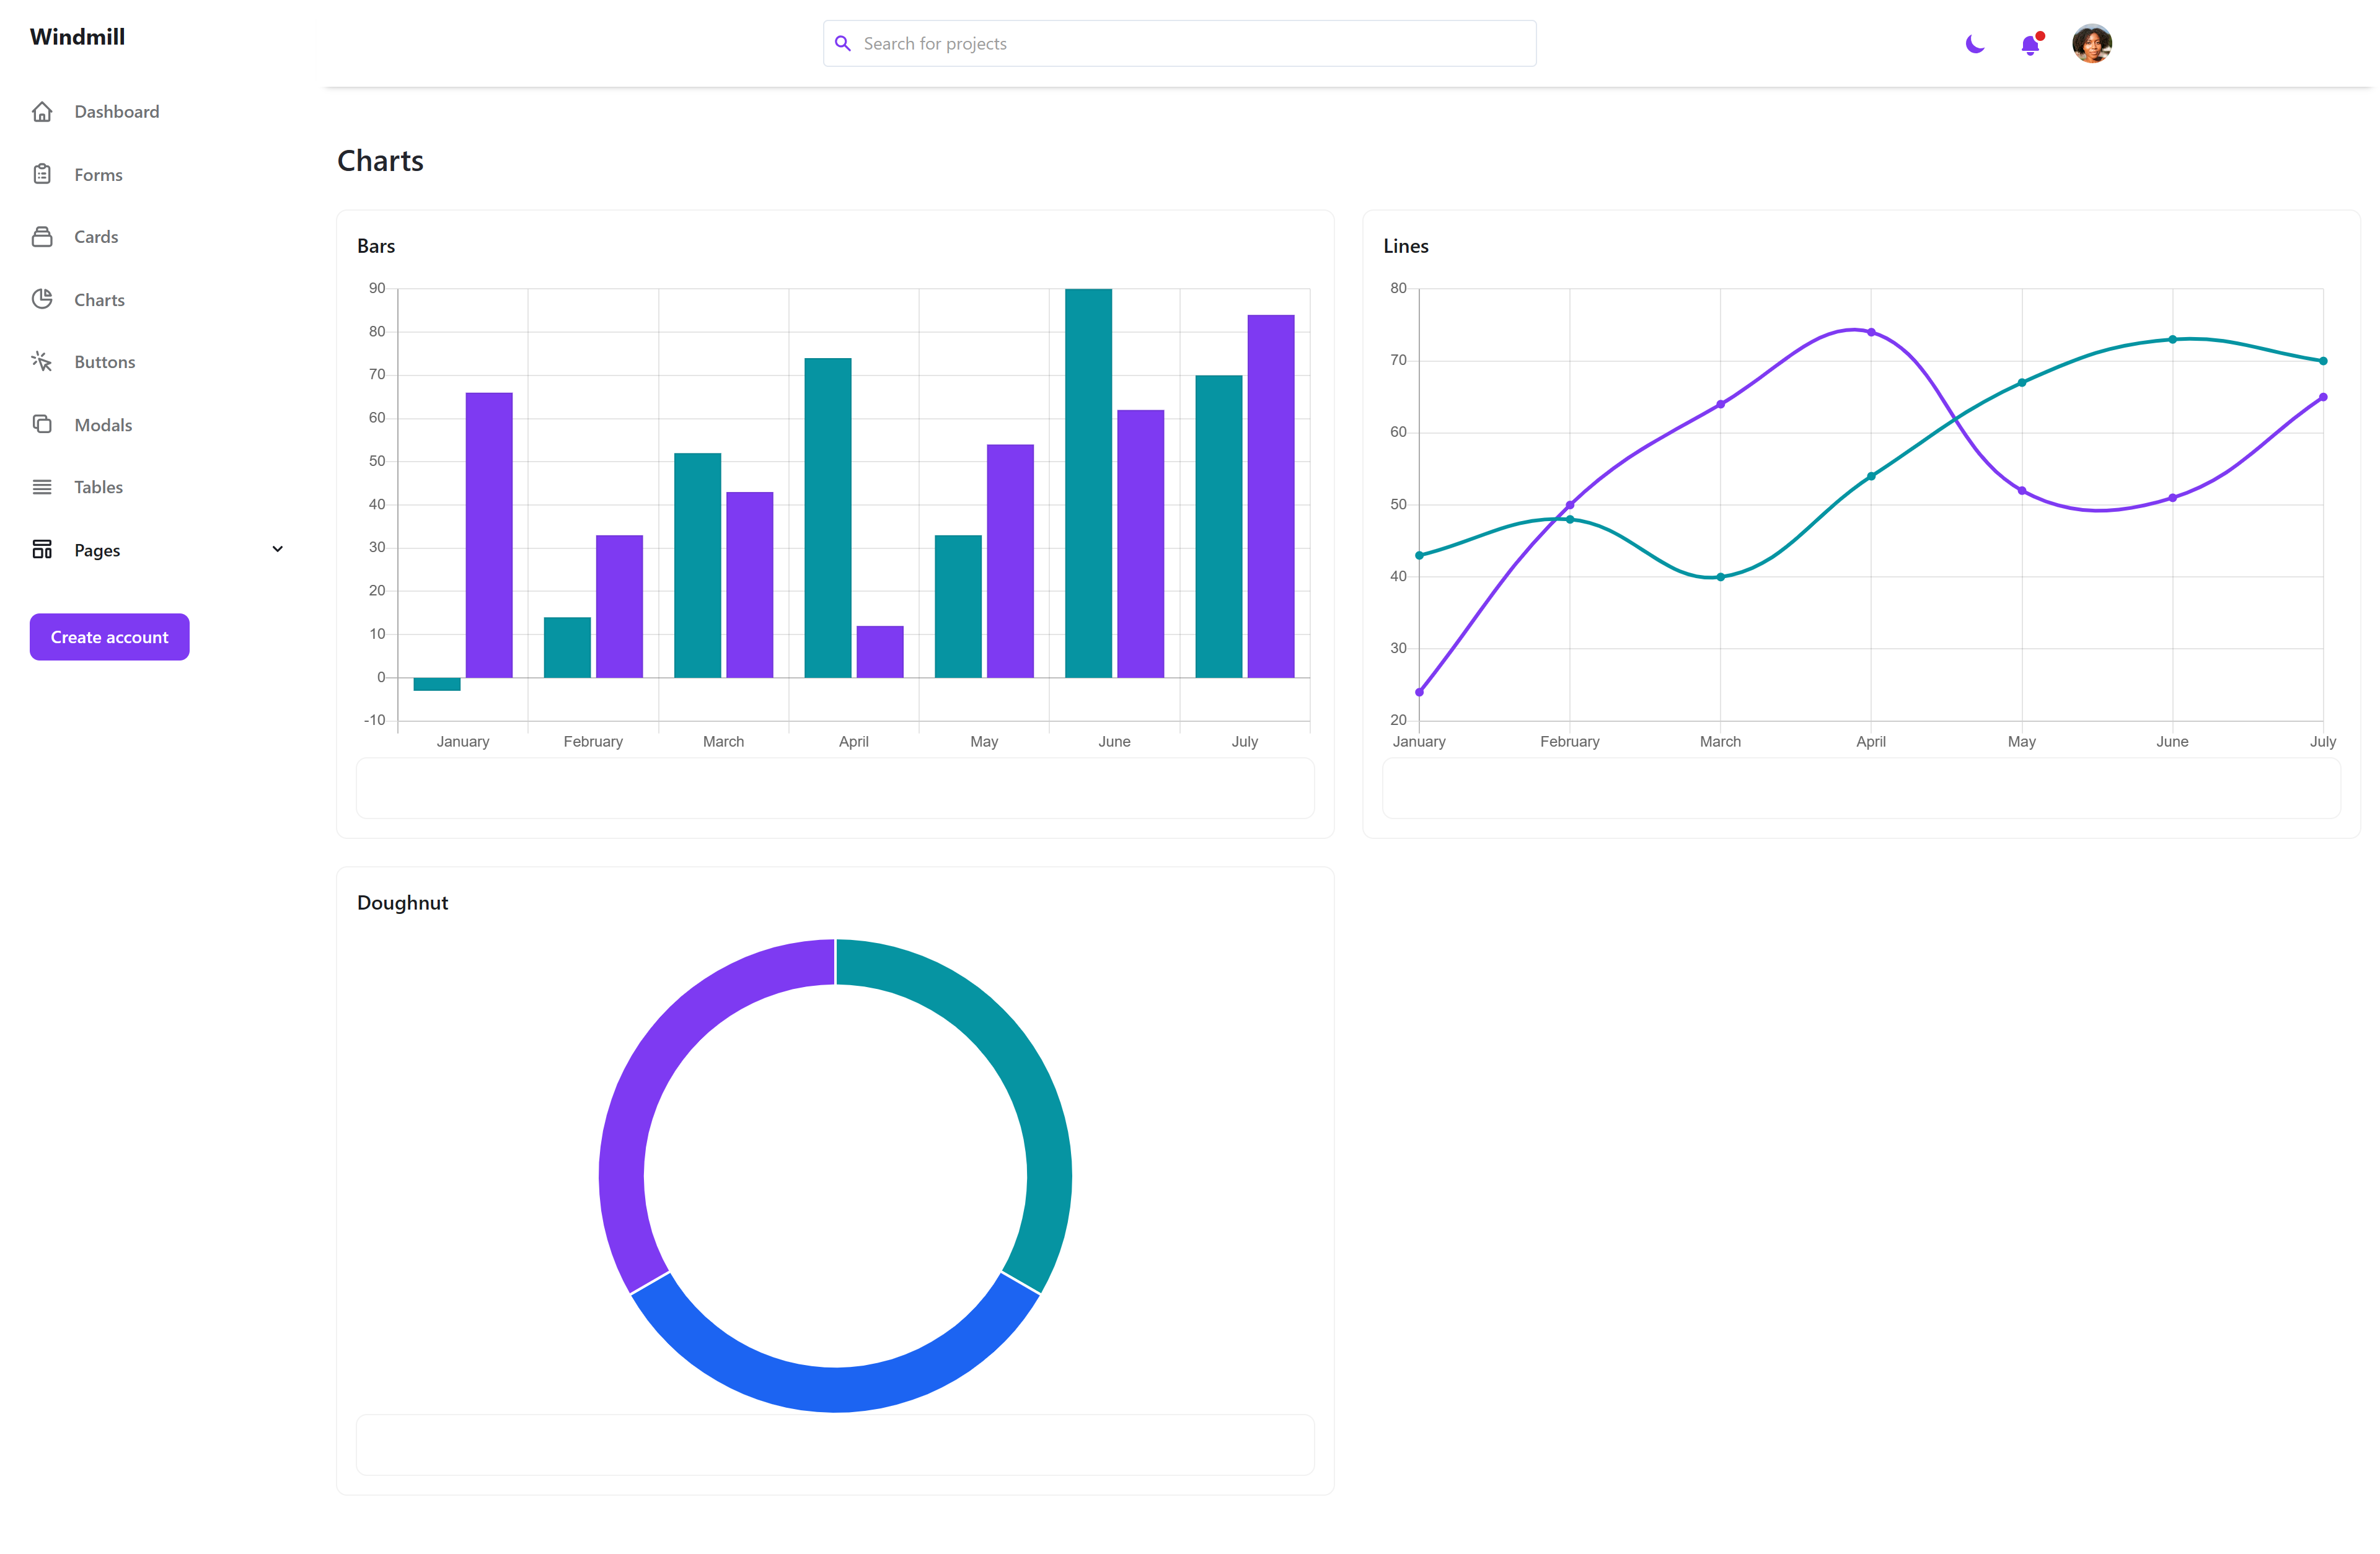 Windmill
Search for projects
Dashboard
Forms
Cards
Charts
Buttons
Modals
Tables
Pages
Create account
Charts
Bars
90
80
70
60
50
40
30
20
10
0
-10
January February March April May June July
Lines
80
70
60
50
40
30
20
January February March April May June July
Doughnut